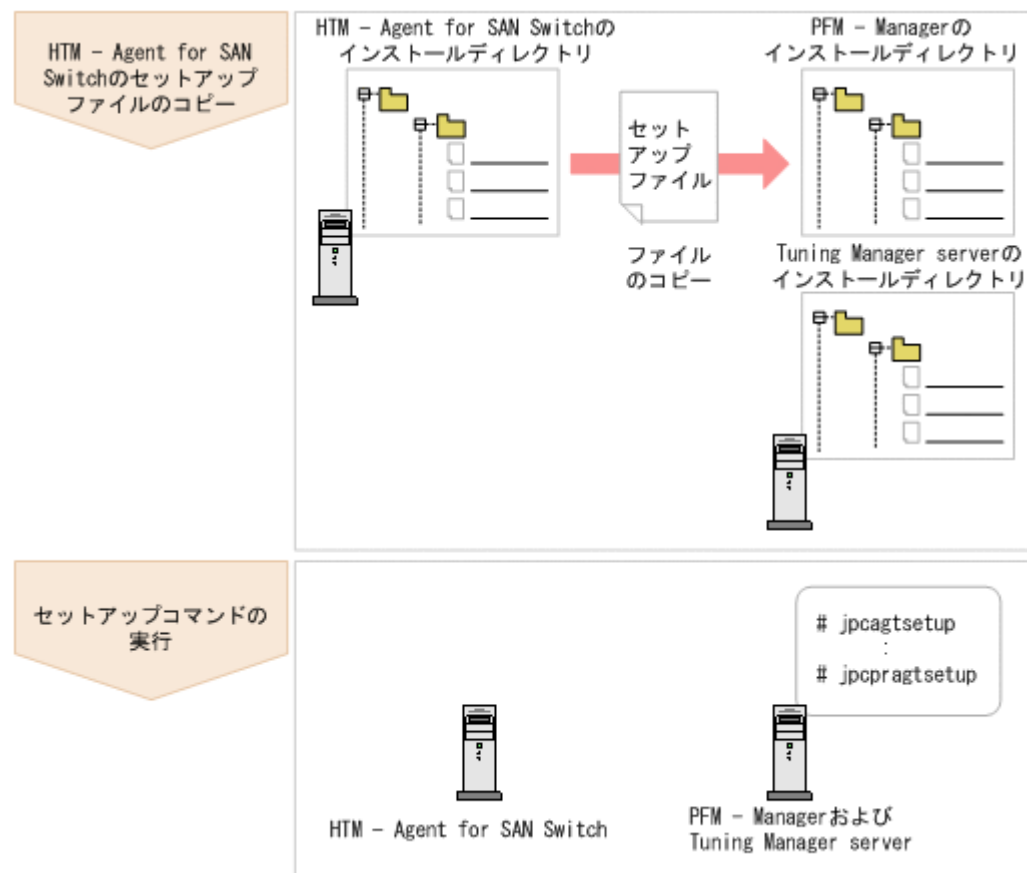 HTM - Agent for SAN
Switchのセットアップ
ファイルのコピー
HTM - Agent for SAN Switchの
インストールディレクトリ
セット
アップ
ファイル
ファイル
のコピー
PFM - Managerの
インストールディレクトリ
Tuning Manager serverの
インストールディレクトリ
セットアップコマンドの
実行
# jpcagtsetup
:
# jpcpragtsetup
HTM - Agent for SAN Switch
PFM - Managerおよび
Tuning Manager server